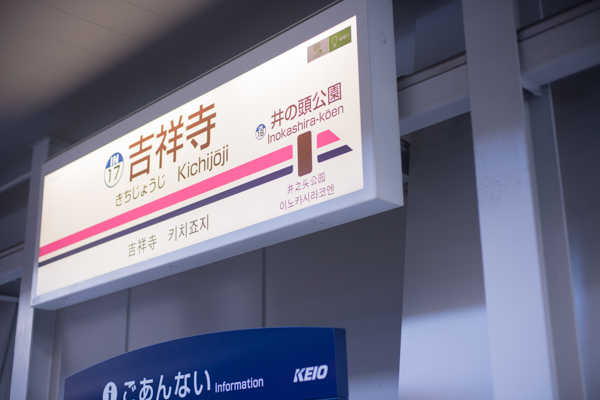 IN
17
吉祥寺
きちじょうじ Kichijōji
吉祥寺 키치죠지
16
井の頭公園
Inokashira-kōen
井之头公园
이노카시라코엔
ごあんない Information
KEIO